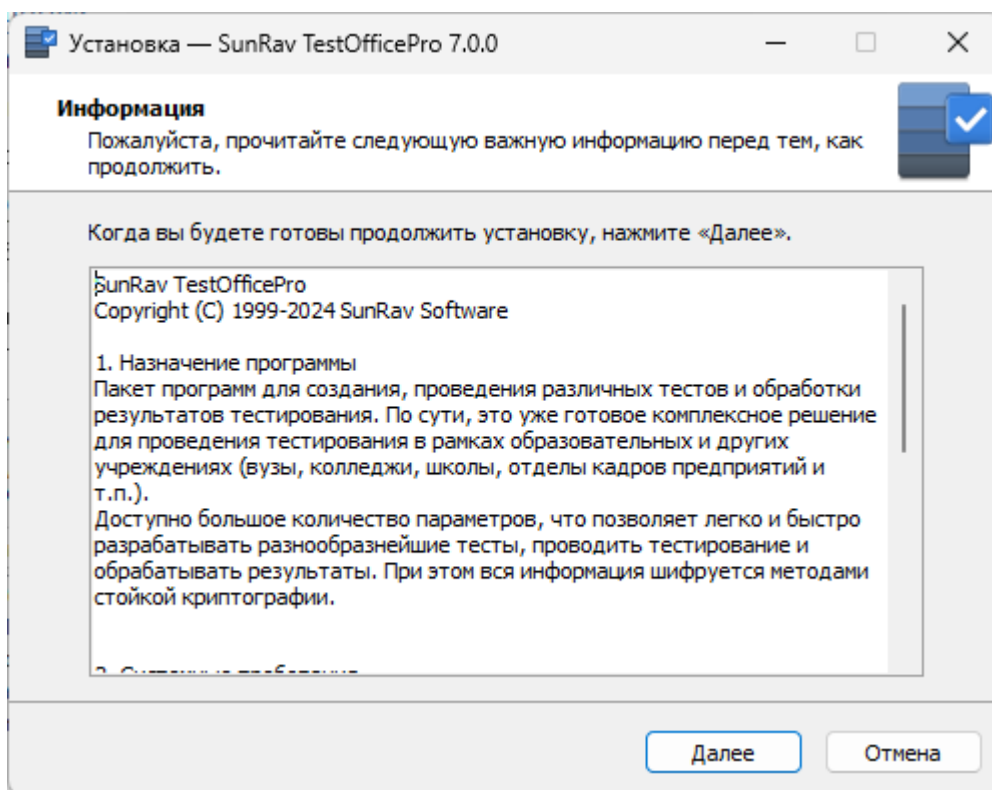 Установка — SunRav TestOfficePro 7.0.0
Информация
Пожалуйста, прочитайте следующую важную информацию перед тем, как
продолжить.
Когда вы будете готовы продолжить установку, нажмите «Далее».
SunRav TestOfficePro
Copyright (C) 1999-2024 SunRav Software
1. Назначение программы
Пакет программ для создания, проведения различных тестов и обработки
результатов тестирования. По сути, это уже готовое комплексное решение
для проведения тестирования в рамках образовательных и других
учреждениях (вузы, колледжи, школы, отделы кадров предприятий и
т.п.).
Доступно большое количество параметров, что позволяет легко и быстро
разрабатывать разнообразнейшие тесты, проводить тестирование и
обрабатывать результаты. При этом вся информация шифруется методами
стойкой криптографии.
Далее
Отмена